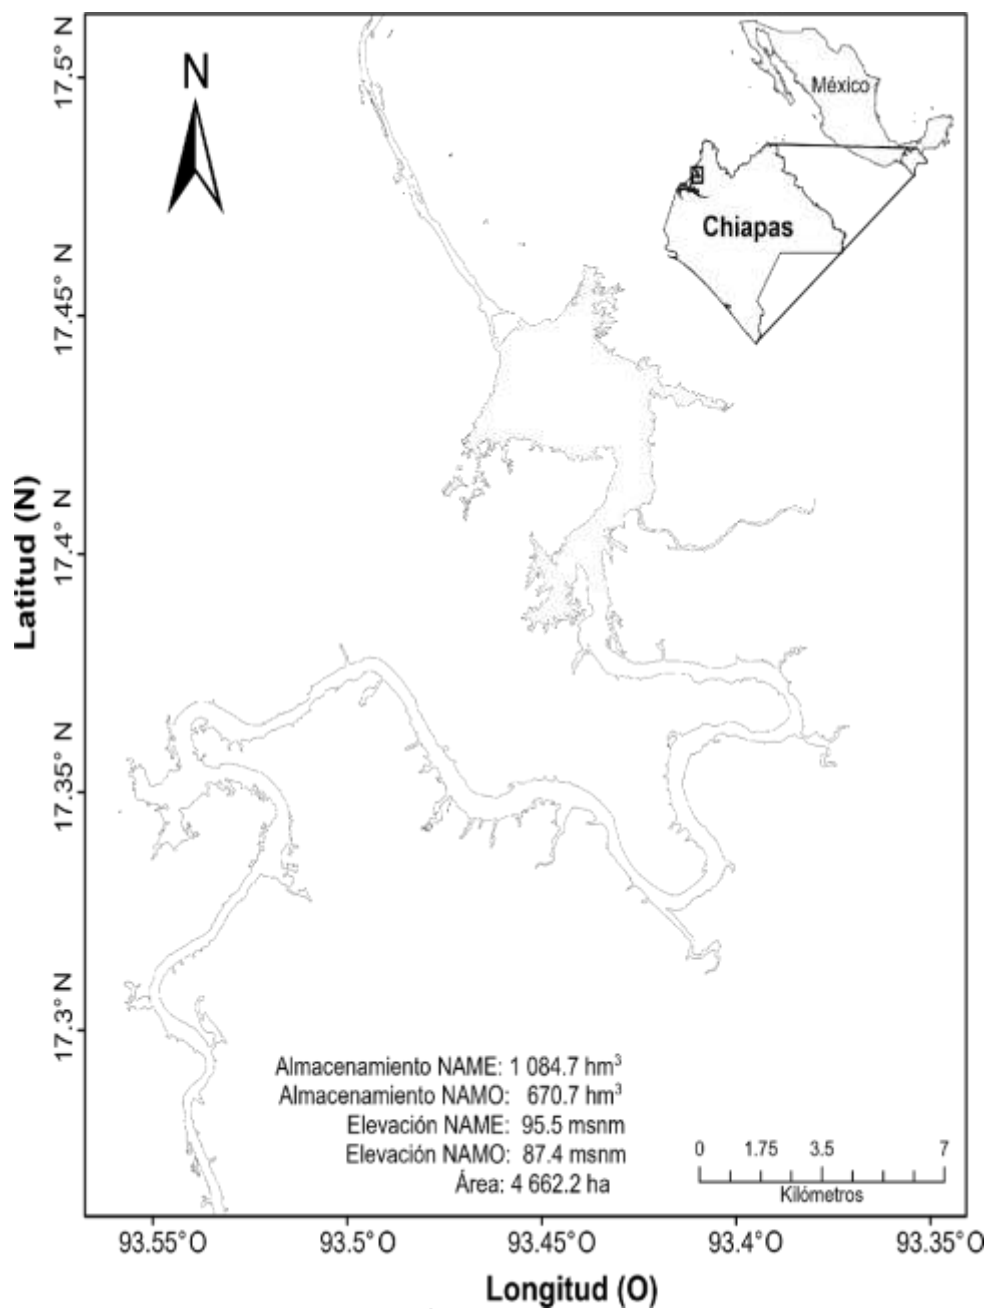 N
México
Chiapas
17.5° N
17.45° N
17.4° N
17.35° N
17.3° N
Latitud (N)
Almacenamiento NAME: 1 084.7 hm³
Almacenamiento NAMO: 670.7 hm³
Elevación NAME: 95.5 msnm
Elevación NAMO: 87.4 msnm
Área: 4 662.2 ha
0 1.75 3.5 7
Kilómetros
93.55°O 93.5°O 93.45°O 93.4°O 93.35°O
Longitud (O)